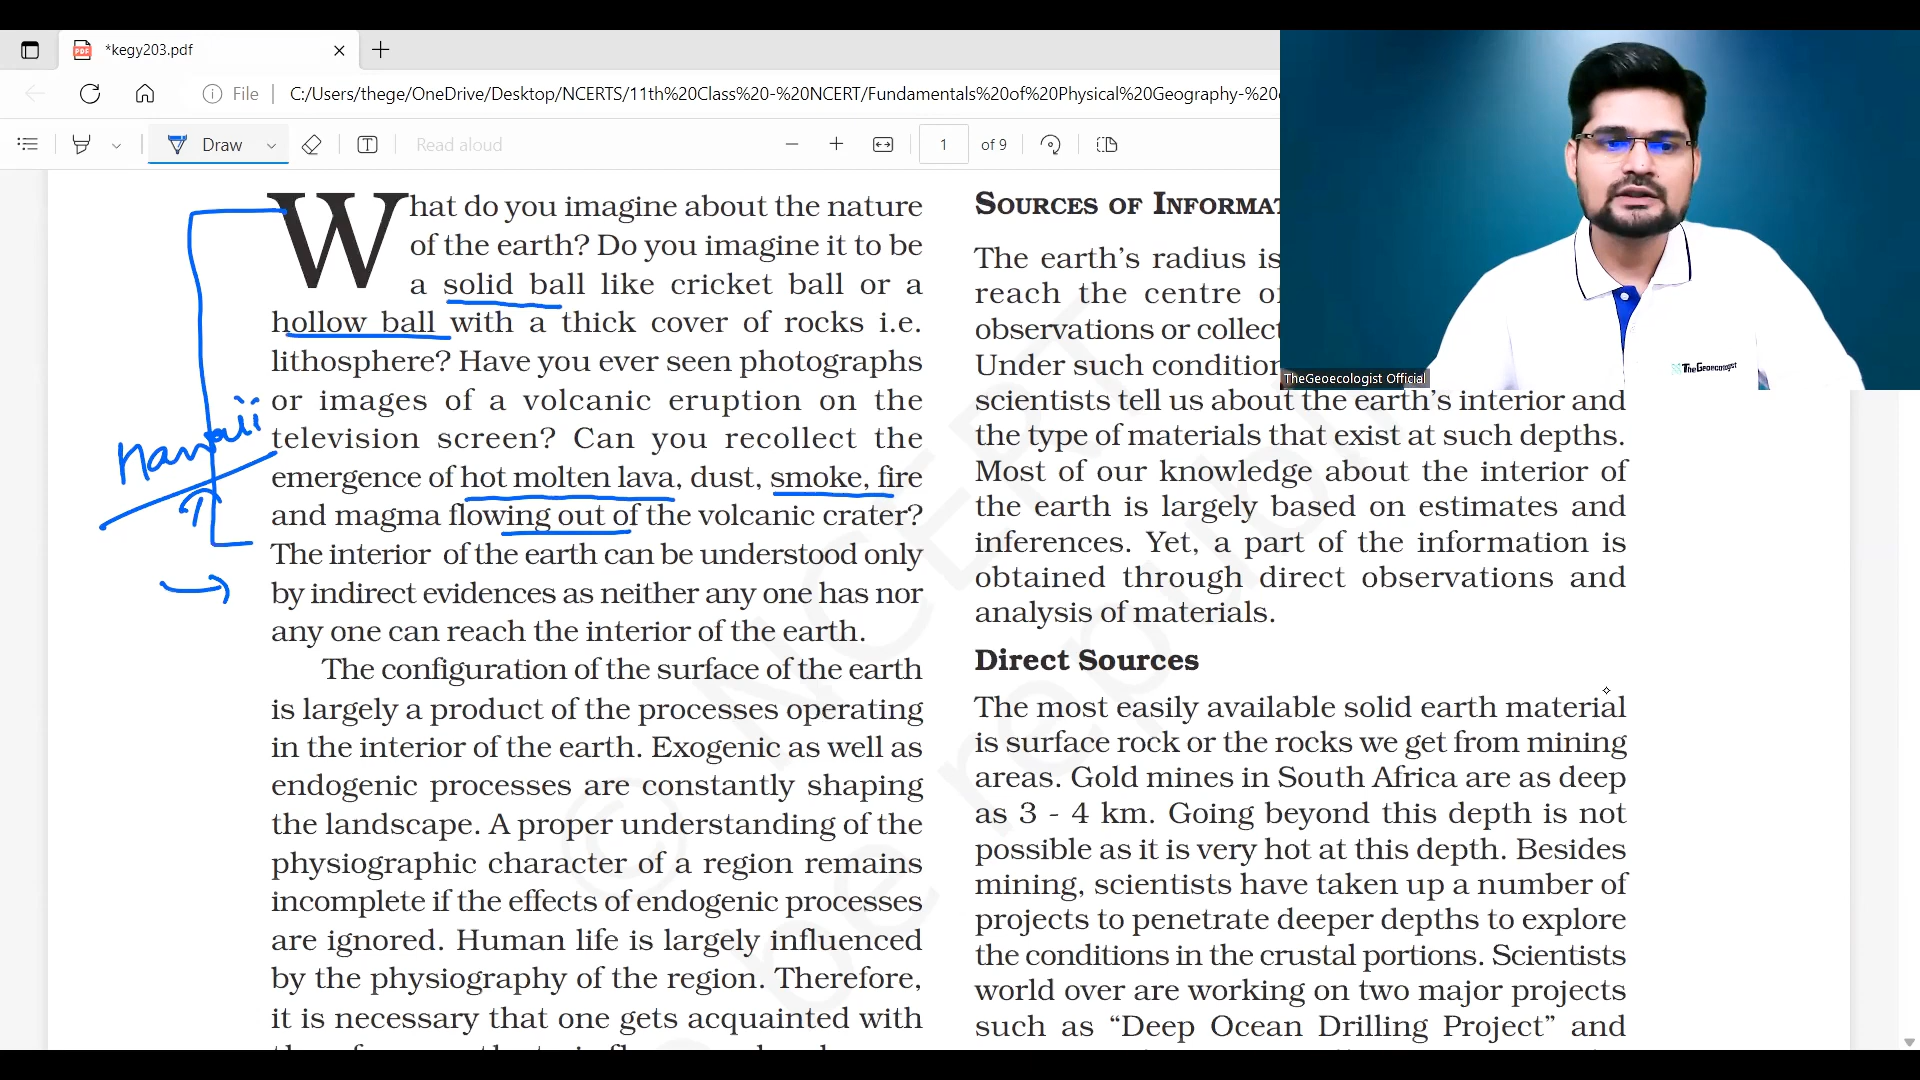 *kegy203.pdf
File
C:/Users/thege/OneDrive/Desktop/NCERTS/11th%20Class%20-%20NCERT/Fundamentals%20of%20Physical%20Geography-%20
Draw
Read aloud
1 of 9
What do you imagine about the nature
of the earth? Do you imagine it to be
a solid ball like cricket ball or a
hollow ball with a thick cover of rocks i.e.
lithosphere? Have you ever seen photographs
or images of a volcanic eruption on the
television screen? Can you recollect the
emergence of hot molten lava, dust, smoke, fire
and magma flowing out of the volcanic crater?
The interior of the earth can be understood only
by indirect evidences as neither any one has nor
any one can reach the interior of the earth.
The configuration of the surface of the earth
is largely a product of the processes operating
in the interior of the earth. Exogenic as well as
endogenic processes are constantly shaping
the landscape. A proper understanding of the
physiographic character of a region remains
incomplete if the effects of endogenic processes
are ignored. Human life is largely influenced
by the physiography of the region. Therefore,
it is necessary that one gets acquainted with
Hawaii
SOURCES OF INFORMAT
The earth's radius is
reach the centre of
observations or collect
Under such condition
scientists tell us about the earth's interior and
the type of materials that exist at such depths.
Most of our knowledge about the interior of
the earth is largely based on estimates and
inferences. Yet, a part of the information is
obtained through direct observations and
analysis of materials.
Direct Sources
The most easily available solid earth material
is surface rock or the rocks we get from mining
areas. Gold mines in South Africa are as deep
as 3 - 4 km. Going beyond this depth is not
possible as it is very hot at this depth. Besides
mining, scientists have taken up a number of
projects to penetrate deeper depths to explore
the conditions in the crustal portions. Scientists
world over are working on two major projects
such as “Deep Ocean Drilling Project” and
TheGeoecologist
TheGeoecologist Official
© NCERT
be republ